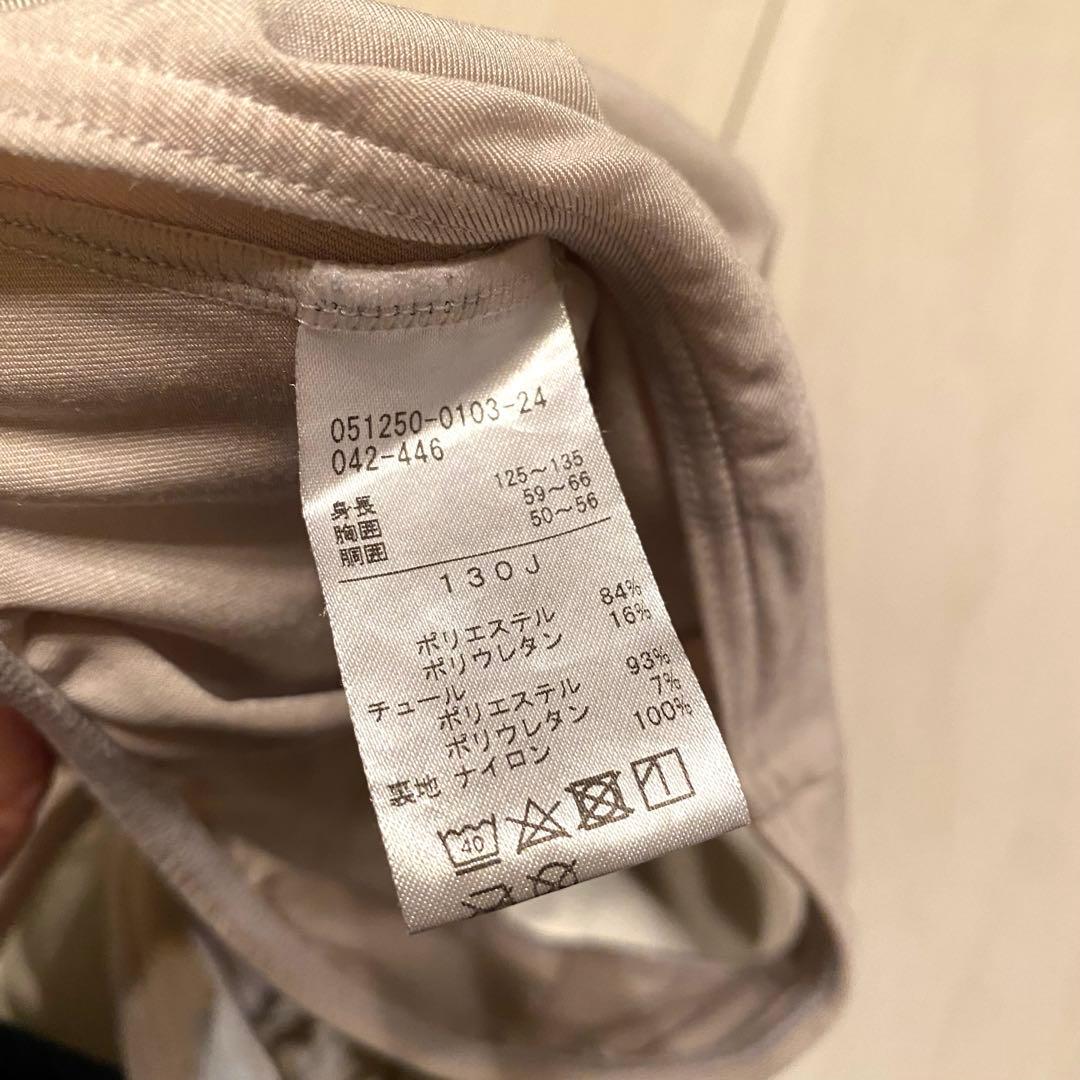 051250-0103-24
042-446
身長 125～135
胸囲 59～66
胴囲 50～56
130J
ポリエステル 84%
ポリウレタン 16%
チュール
ポリエステル 93%
ポリウレタン 7%
裏地 ナイロン 100%
40